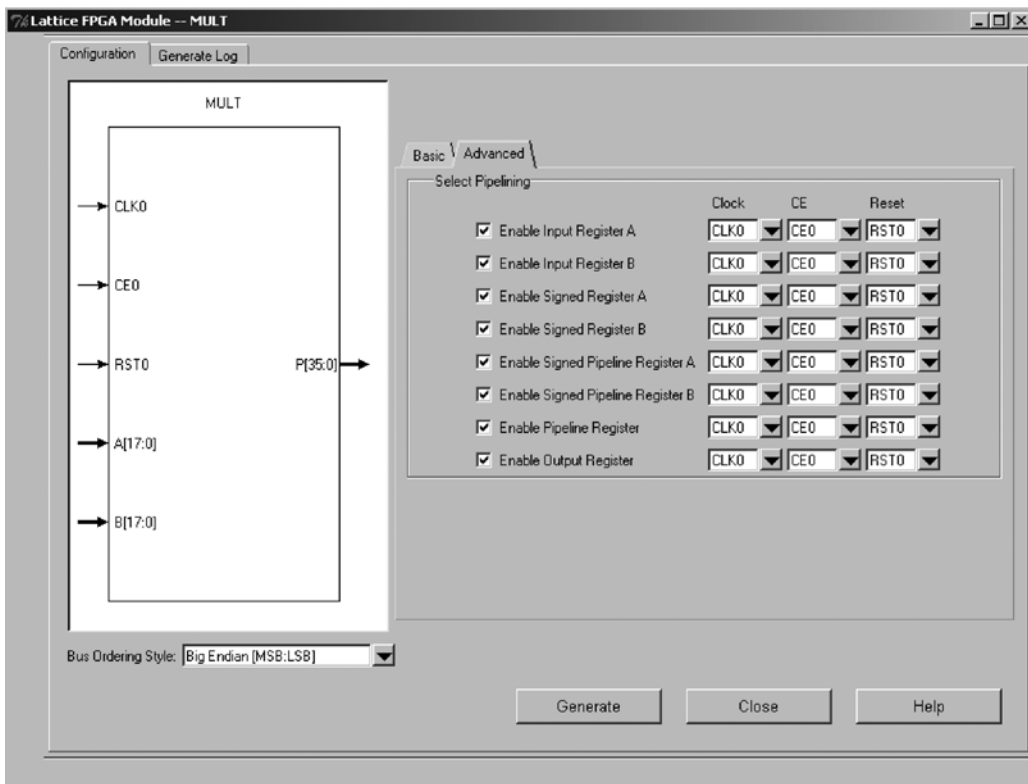 Lattice FPGA Module -- MULT
Configuration
Generate Log
MULT
CLK0
CE0
RST0
P[35:0]
A[17:0]
B[17:0]
Bus Ordering Style: Big Endian [MSB:LSB]
Basic
Advanced
Select Pipelining
Clock CE Reset
Enable Input Register A CLK0 CE0 RST0
Enable Input Register B CLK0 CE0 RST0
Enable Signed Register A CLK0 CE0 RST0
Enable Signed Register B CLK0 CE0 RST0
Enable Signed Pipeline Register A CLK0 CE0 RST0
Enable Signed Pipeline Register B CLK0 CE0 RST0
Enable Pipeline Register CLK0 CE0 RST0
Enable Output Register CLK0 CE0 RST0
Generate
Close
Help